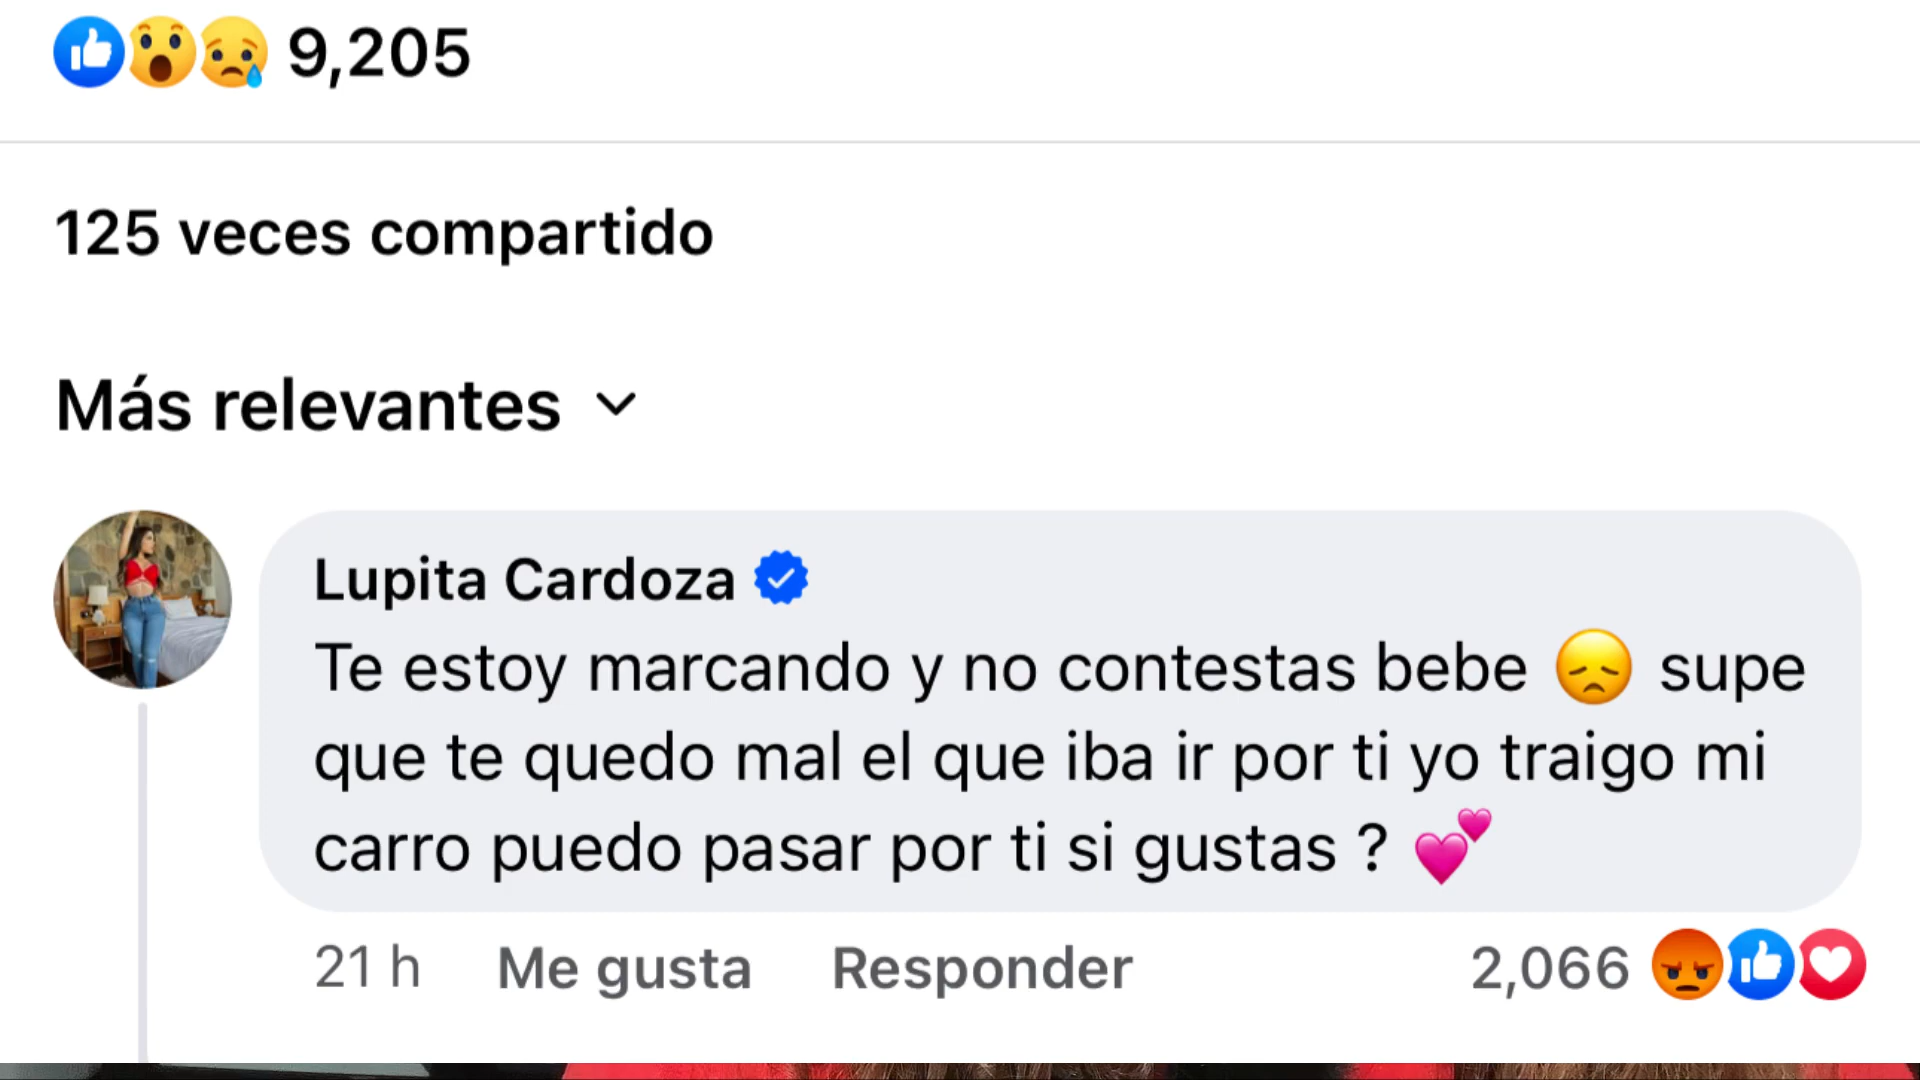 9,205
125 veces compartido
Más relevantes
Lupita Cardoza
Te estoy marcando y no contestas bebe 😞 supe
que te quedo mal el que iba ir por ti yo traigo mi
carro puedo pasar por ti si gustas ? 💕
21 h Me gusta Responder 2,066